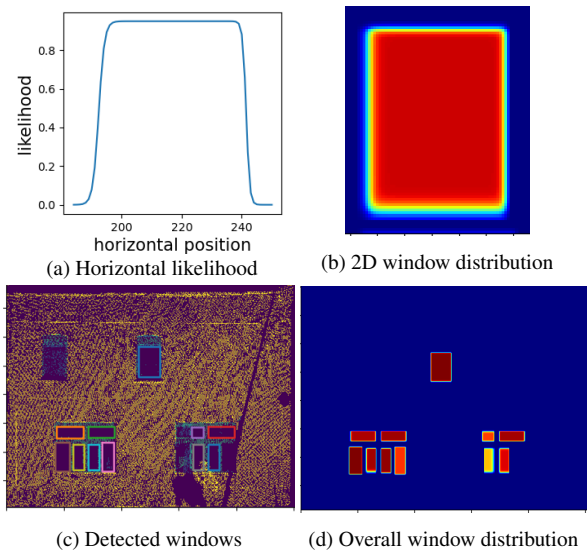 0.8
0.6
0.4
0.2
0.0
likelihood
200
220
240
horizontal position
(a) Horizontal likelihood
(b) 2D window distribution
(c) Detected windows
(d) Overall window distribution